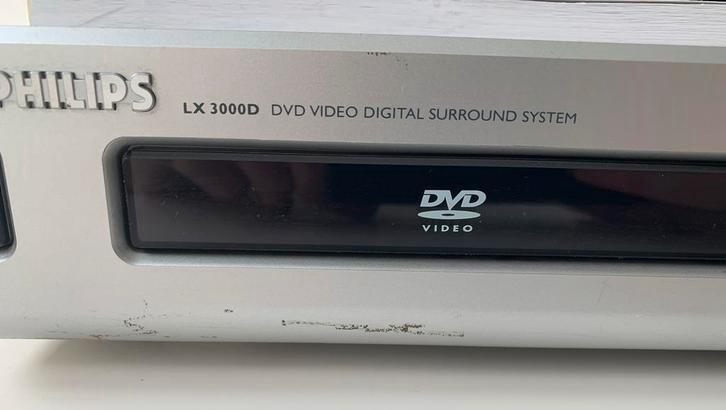 PHILIPS
LX 3000D DVD VIDEO DIGITAL SURROUND SYSTEM
DVD
VIDEO